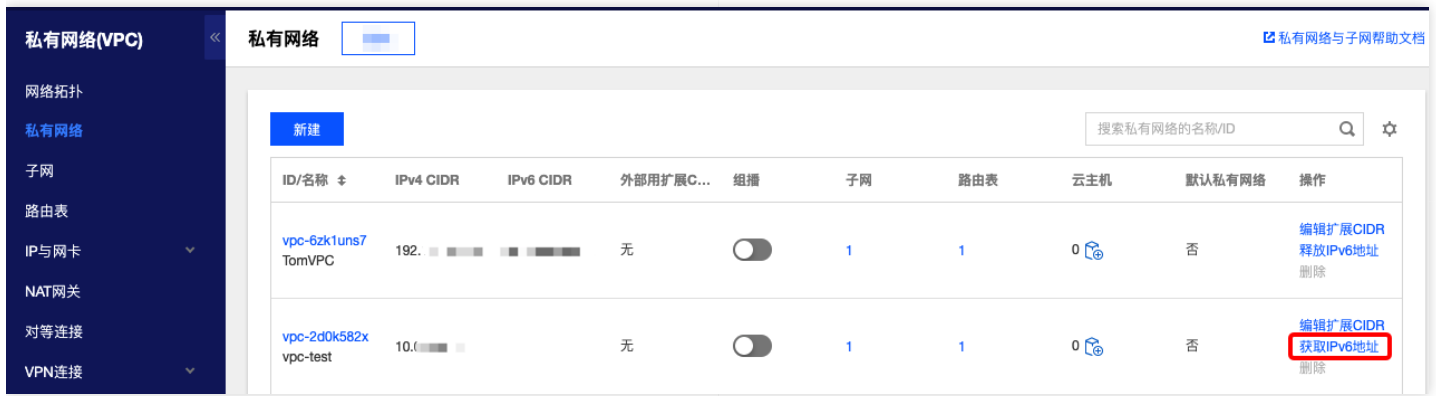 私有网络(VPC)
私有网络
私有网络与子网帮助文档
网络拓扑
私有网络
子网
路由表
IP与网卡
NAT网关
对等连接
VPN连接
新建
搜索私有网络的名称/ID
ID/名称 IPv4 CIDR IPv6 CIDR 外部用扩展C... 组播 子网 路由表 云主机 默认私有网络 操作
vpc-6zk1uns7
TomVPC
192. 无 1 1 0 否
编辑扩展CIDR
释放IPv6地址
删除
vpc-2d0k582x
vpc-test
10. 无 1 1 0 否
编辑扩展CIDR
获取IPv6地址
删除